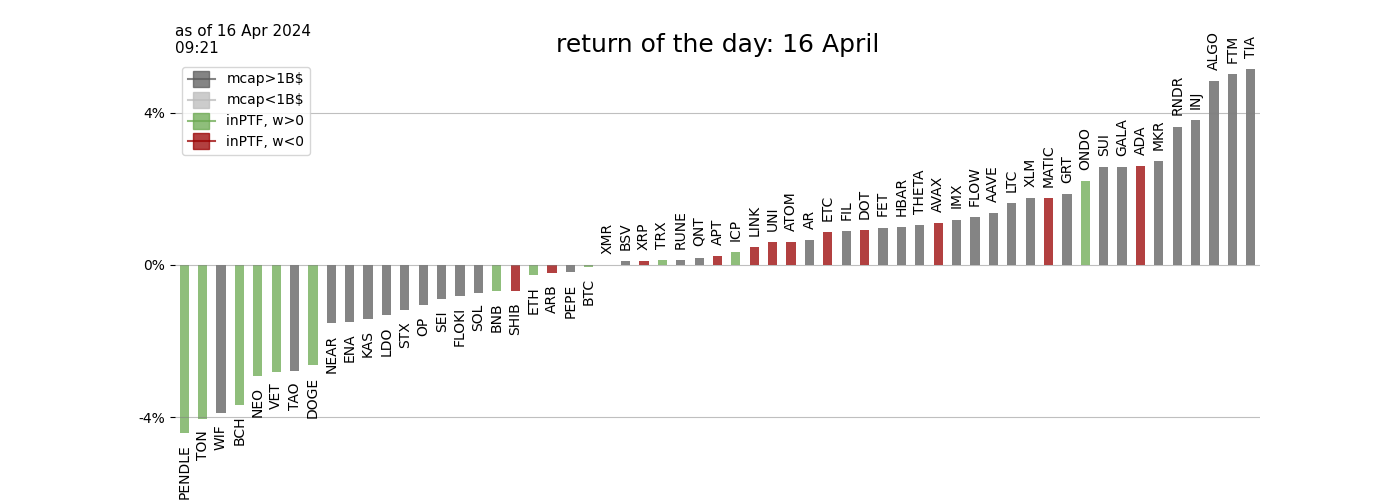 as of 16 Apr 2024
09:21
return of the day: 16 April
mcap>1B$
mcap<1B$
inPTF, w>0
inPTF, w<0
4%
0%
-4%
PENDLE
TON
WIF
BCH
NEO
VET
TAO
DOGE
NEAR
ENA
KAS
LDO
STX
OP
SEI
FLOKI
SOL
BNB
SHIB
ETH
ARB
PEPE
BTC
XMR
BSV
XRP
TRX
RUNE
QNT
APT
ICP
LINK
UNI
ATOM
AR
ETC
FIL
DOT
FET
HBAR
THETA
AVAX
IMX
FLOW
AAVE
LTC
XLM
MATIC
GRT
ONDO
SUI
GALA
ADA
MKR
RNDR
INJ
ALGO
FTM
TIA